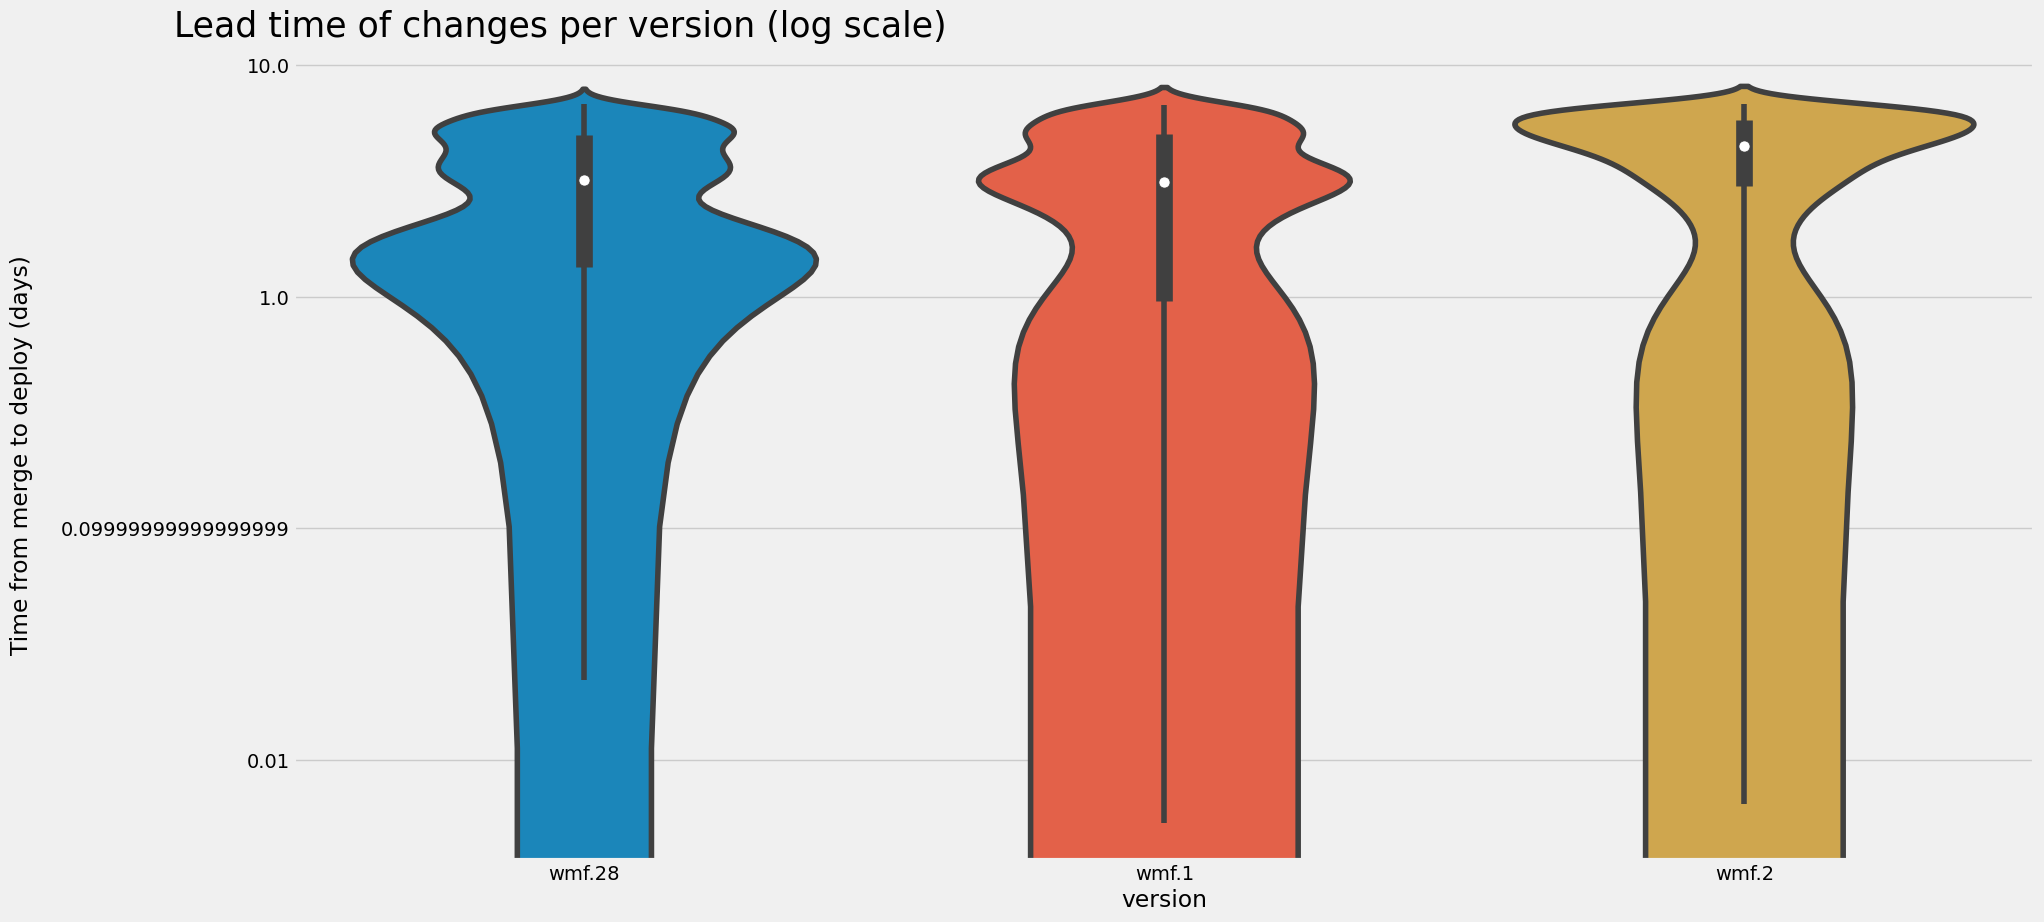 Lead time of changes per version (log scale)
Time from merge to deploy (days)
10.0
1.0
0.09999999999999999
0.01
wmf.28
wmf.1
wmf.2
version